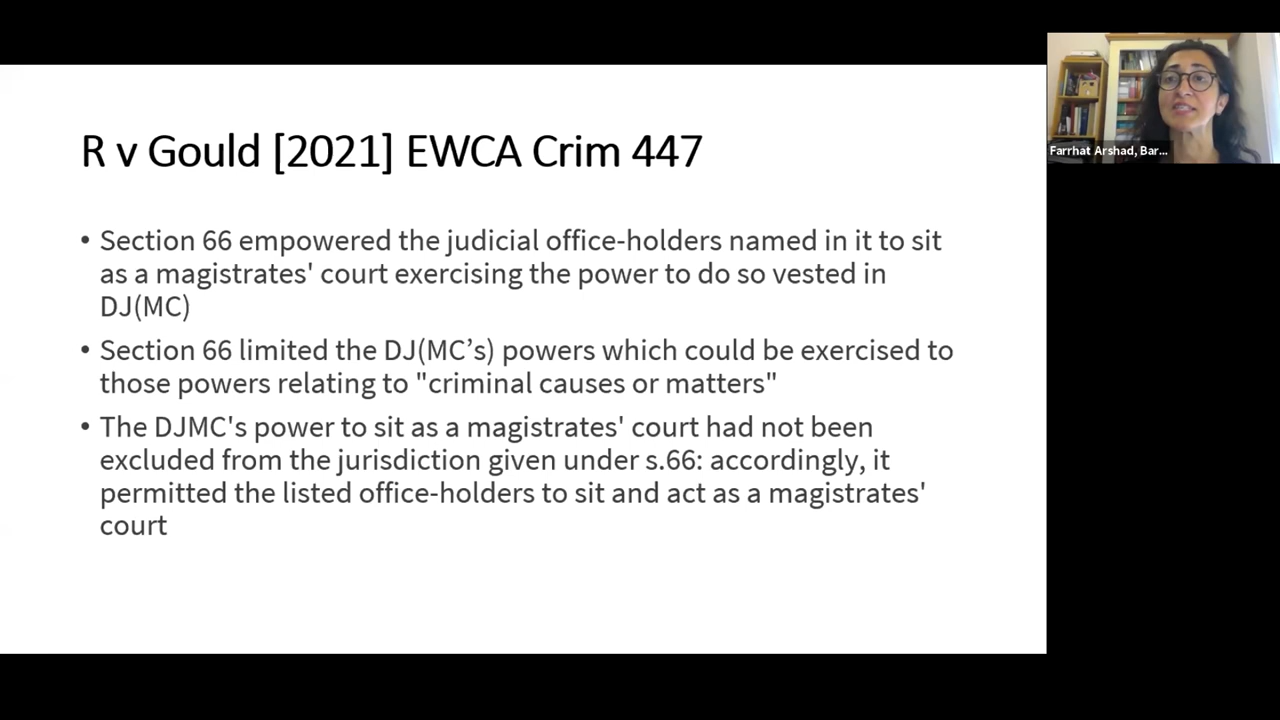 R v Gould [2021] EWCA Crim 447
• Section 66 empowered the judicial office-holders named in it to sit
as a magistrates' court exercising the power to do so vested in
DJ(MC)
• Section 66 limited the DJ(MC’s) powers which could be exercised to
those powers relating to "criminal causes or matters"
• The DJMC's power to sit as a magistrates' court had not been
excluded from the jurisdiction given under s.66: accordingly, it
permitted the listed office-holders to sit and act as a magistrates'
court
Farrhat Arshad, Bar...